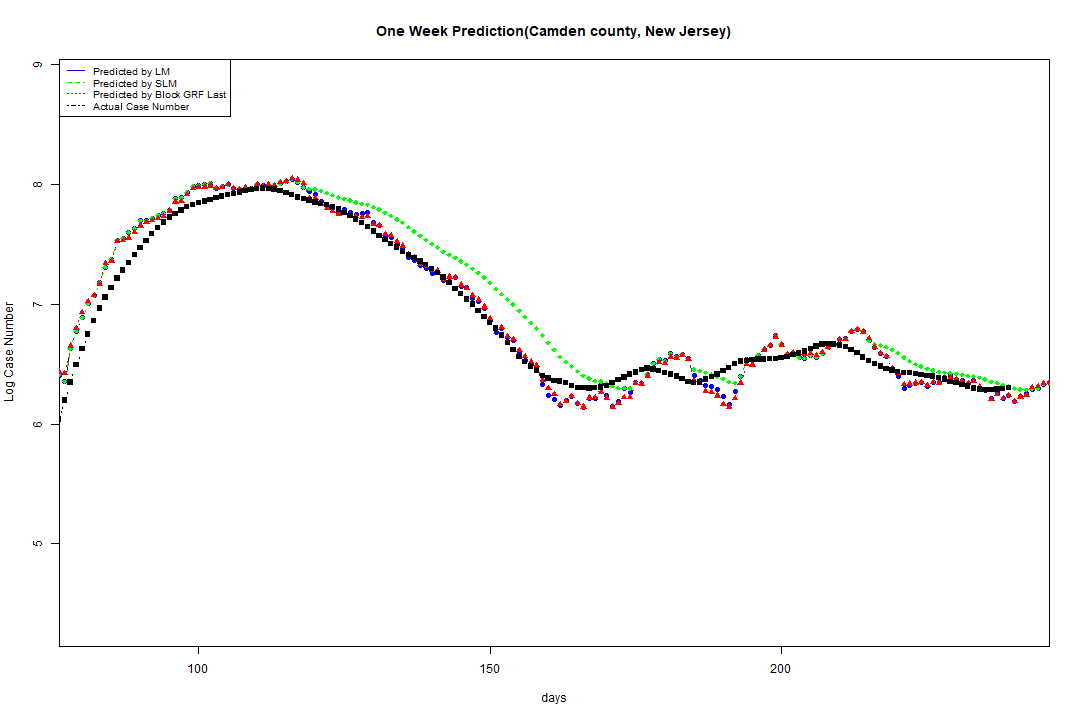 One Week Prediction(Camden county, New Jersey)
Predicted by LM
Predicted by SLM
Predicted by Block GRF Last
Actual Case Number
9
8
7
6
5
Log Case Number
100
150
200
days